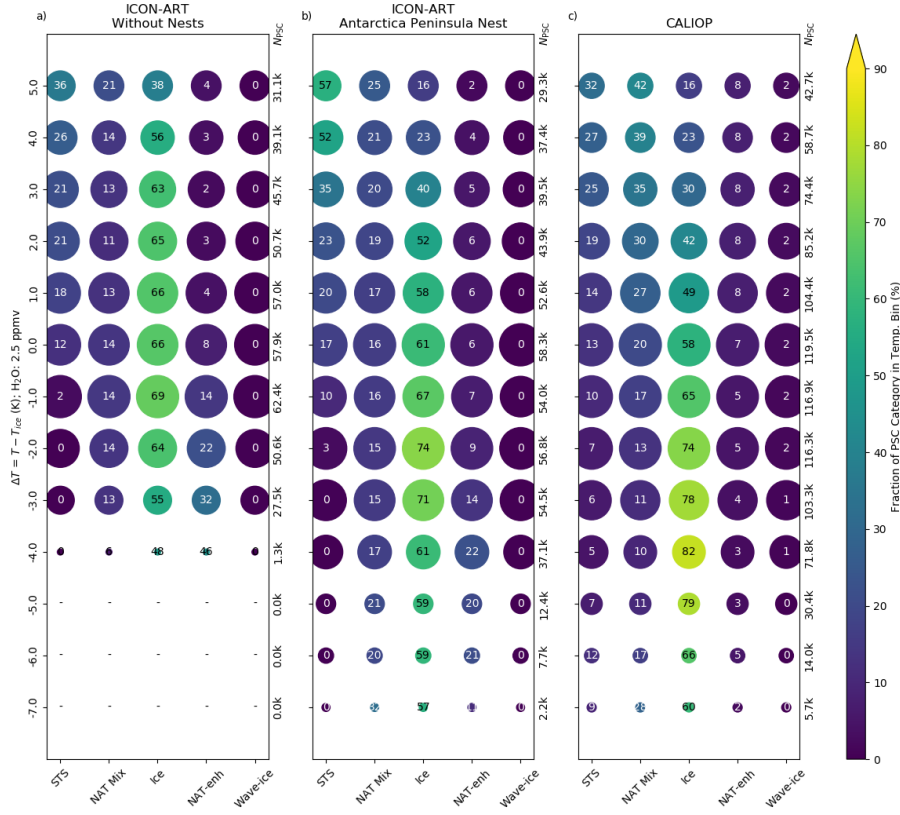 ICON-ART
Without Nests
ICON-ART
Antarctica Peninsula Nest
CALIOP
a)
b)
c)
N_PSC
N_PSC
N_PSC
5.0 36 21 38 4 0 31.1k 57 25 16 2 0 29.3k 32 42 16 8 2 42.7k
4.0 26 14 56 3 0 39.1k 52 21 23 4 0 37.4k 27 39 23 8 2 58.7k
3.0 21 13 63 2 0 45.7k 35 20 40 5 0 39.5k 25 35 30 8 2 74.4k
2.0 21 11 65 3 0 50.7k 23 19 52 6 0 43.9k 19 30 42 8 2 85.2k
1.0 18 13 66 4 0 57.0k 20 17 58 6 0 52.6k 14 27 49 8 2 104.4k
0.0 12 14 66 8 0 57.9k 17 16 61 6 0 58.3k 13 20 58 7 2 119.5k
-1.0 2 14 69 14 0 62.4k 10 16 67 7 0 54.0k 10 17 65 5 2 116.9k
-2.0 0 14 64 22 0 50.6k 3 15 74 9 0 56.8k 7 13 74 5 2 116.3k
-3.0 0 13 55 32 0 27.5k 0 15 71 14 0 54.5k 6 11 78 4 1 103.3k
-4.0 0 6 48 46 0 1.3k 0 17 61 22 0 37.1k 5 10 82 3 1 71.8k
-5.0 - - - - - 0.0k 0 21 59 20 0 12.4k 7 11 79 3 0 30.4k
-6.0 - - - - - 0.0k 0 20 59 21 0 7.7k 12 17 66 5 0 14.0k
-7.0 - - - - - 0.0k 0 32 57 11 0 2.2k 9 28 60 2 0 5.7k
ΔT = T − T_ice (K); H₂O: 2.5 ppmv
STS NAT Mix Ice NAT-enh Wave-ice
STS NAT Mix Ice NAT-enh Wave-ice
STS NAT Mix Ice NAT-enh Wave-ice
90
80
70
60
50
40
30
20
10
0
Fraction of PSC Category in Temp. Bin (%)